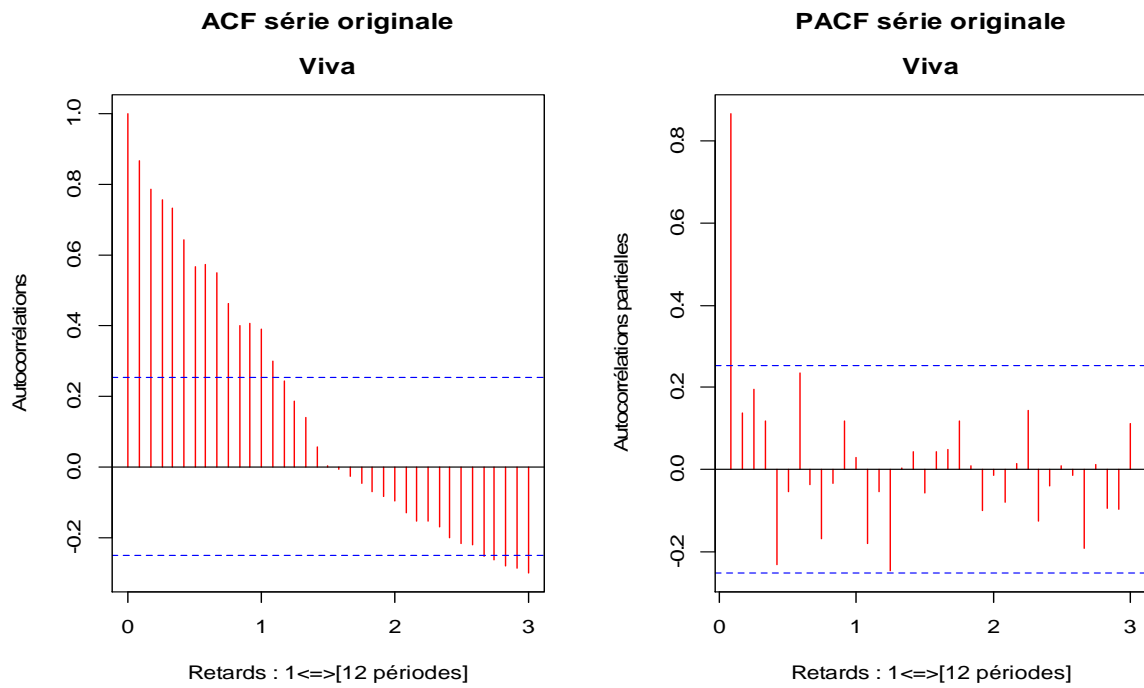 ACF série originale
Viva
Autocorrélations
1.0
0.8
0.6
0.4
0.2
0.0
-0.2
0
1
2
3
Retards : 1<=>[12 périodes]
PACF série originale
Viva
Autocorrélations partielles
0.8
0.6
0.4
0.2
0.0
-0.2
0
1
2
3
Retards : 1<=>[12 périodes]